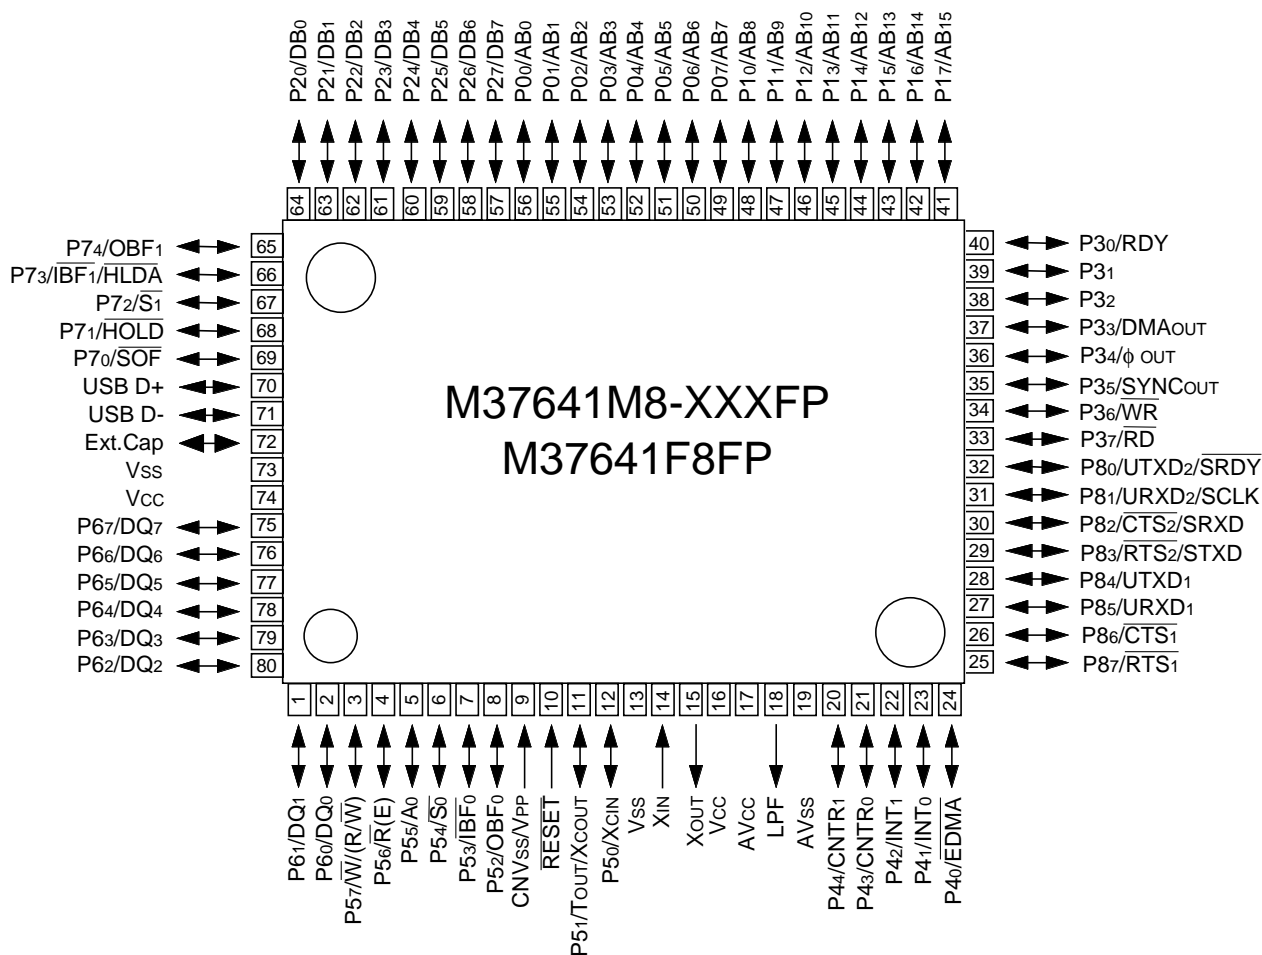 P20/DB0
P21/DB1
P22/DB2
P23/DB3
P24/DB4
P25/DB5
P26/DB6
P27/DB7
P00/AB0
P01/AB1
P02/AB2
P03/AB3
P04/AB4
P05/AB5
P06/AB6
P07/AB7
P10/AB8
P11/AB9
P12/AB10
P13/AB11
P14/AB12
P15/AB13
P16/AB14
P17/AB15
64 63 62 61 60 59 58 57 56 55 54 53 52 51 50 49 48 47 46 45 44 43 42 41
P74/OBF1 65
P73/IBF1/HLDA 66
P72/S1 67
P71/HOLD 68
P70/SOF 69
USB D+ 70
USB D- 71
Ext.Cap 72
VSS 73
VCC 74
P67/DQ7 75
P66/DQ6 76
P65/DQ5 77
P64/DQ4 78
P63/DQ3 79
P62/DQ2 80
M37641M8-XXXFP
M37641F8FP
40 P30/RDY
39 P31
38 P32
37 P33/DMAOUT
36 P34/ϕ OUT
35 P35/SYNCOUT
34 P36/WR
33 P37/RD
32 P80/UTXD2/SRDY
31 P81/URXD2/SCLK
30 P82/CTS2/SRXD
29 P83/RTS2/STXD
28 P84/UTXD1
27 P85/URXD1
26 P86/CTS1
25 P87/RTS1
1 2 3 4 5 6 7 8 9 10 11 12 13 14 15 16 17 18 19 20 21 22 23 24
P61/DQ1
P60/DQ0
P57/W/(R/W)
P56/R(E)
P55/A0
P54/S0
P53/IBF0
P52/OBF0
CNVSS/VPP
RESET
P51/TOUT/XCOUT
P50/XCIN
VSS
XIN
XOUT
VCC
AVCC
LPF
AVSS
P44/CNTR1
P43/CNTR0
P42/INT1
P41/INT0
P40/EDMA